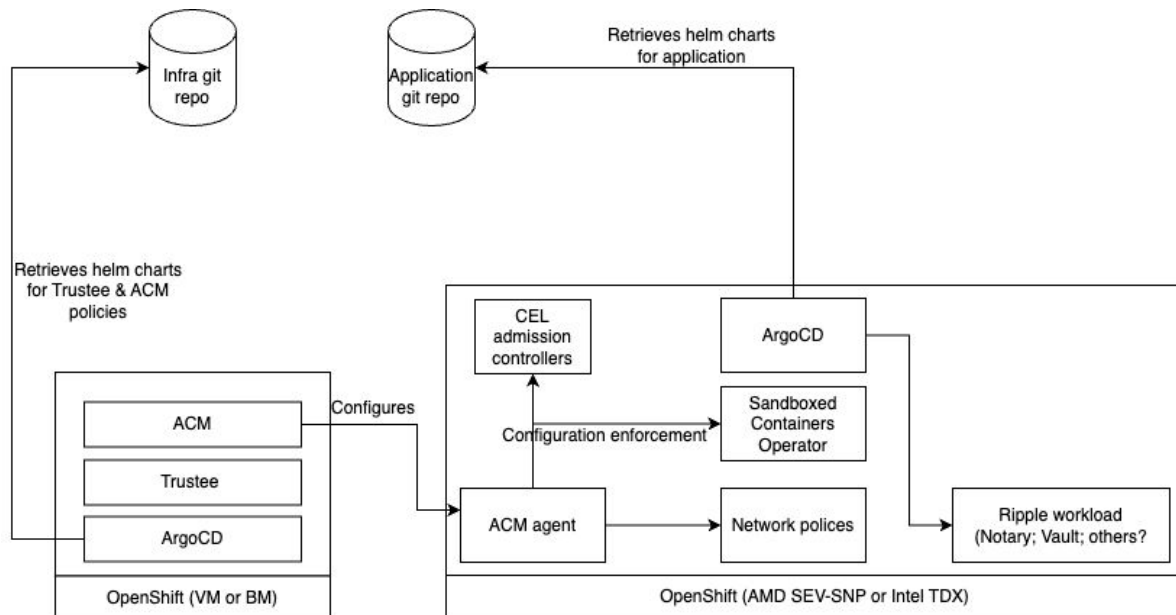 Retrieves helm charts
for application
Infra git
repo
Application
git repo
Retrieves helm charts
for Trustee & ACM
policies
CEL
admission
controllers
ArgoCD
ACM
Configures
Sandboxed
Containers
Operator
Configuration enforcement
Trustee
ArgoCD
ACM agent
Network polices
Ripple workload
(Notary; Vault; others?
OpenShift (VM or BM)
OpenShift (AMD SEV-SNP or Intel TDX)